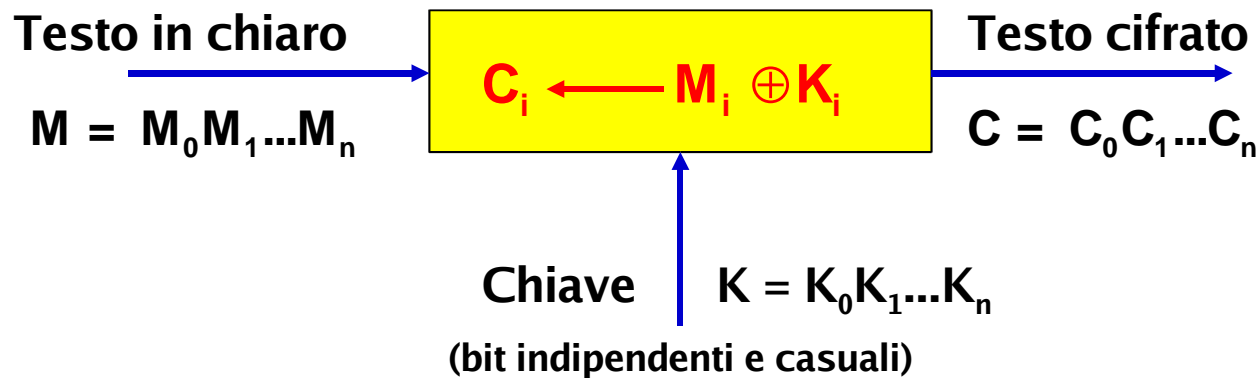 Testo in chiaro
M = M₀M₁...Mₙ
Cᵢ ← Mᵢ ⊕Kᵢ
Testo cifrato
C = C₀C₁...Cₙ
Chiave K = K₀K₁...Kₙ
(bit indipendenti e casuali)